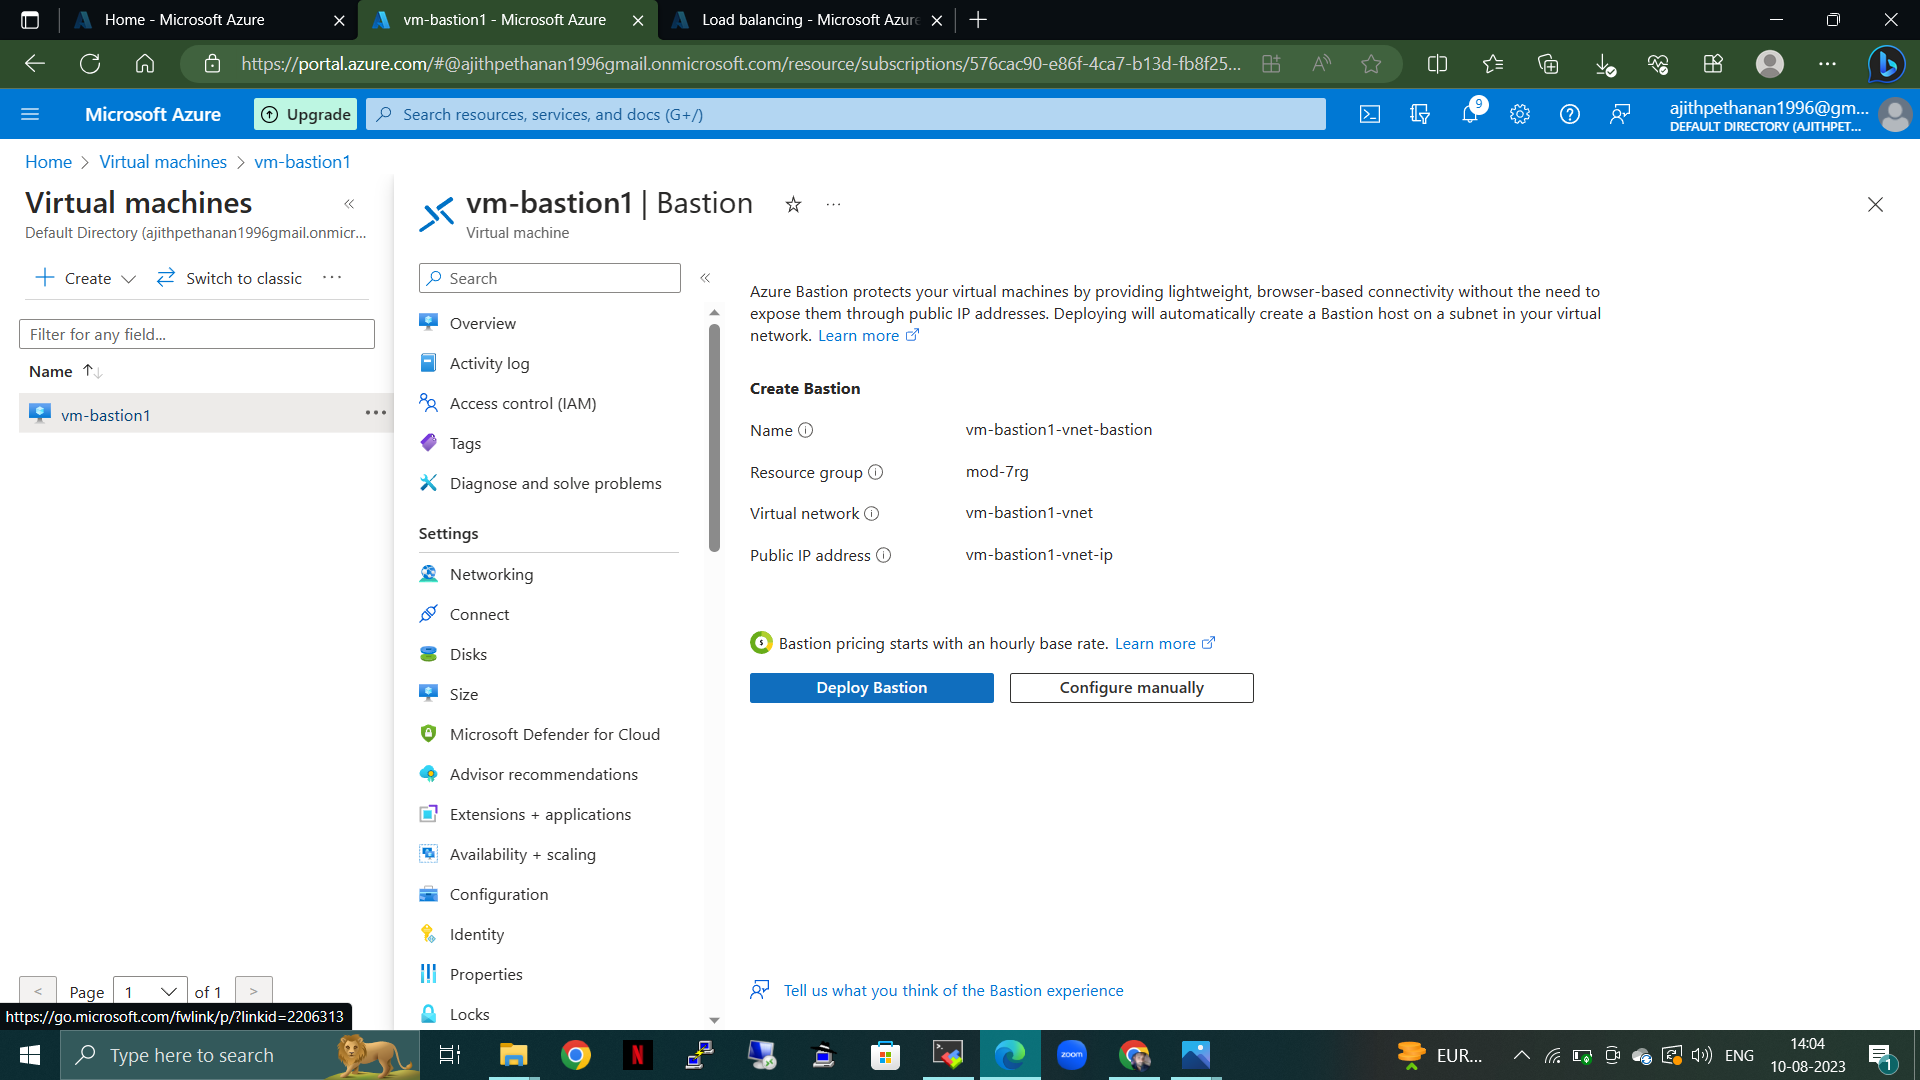 Home - Microsoft Azure
vm-bastion1 - Microsoft Azure
Load balancing - Microsoft Azure
https://portal.azure.com/#@ajithpethanan1996gmail.onmicrosoft.com/resource/subscriptions/576cac90-e86f-4ca7-b13d-fb8f25...
Microsoft Azure
Upgrade
Search resources, services, and docs (G+/)
9
ajithpethanan1996@gm...
DEFAULT DIRECTORY (AJITHPET...
Home > Virtual machines > vm-bastion1
Virtual machines
Default Directory (ajithpethanan1996gmail.onmicr...
Create
Switch to classic
Filter for any field...
Name
vm-bastion1
< Page 1 of 1 >
https://go.microsoft.com/fwlink/p/?linkid=2206313
vm-bastion1 | Bastion
Virtual machine
Search
Overview
Activity log
Access control (IAM)
Tags
Diagnose and solve problems
Settings
Networking
Connect
Disks
Size
Microsoft Defender for Cloud
Advisor recommendations
Extensions + applications
Availability + scaling
Configuration
Identity
Properties
Locks
Azure Bastion protects your virtual machines by providing lightweight, browser-based connectivity without the need to
expose them through public IP addresses. Deploying will automatically create a Bastion host on a subnet in your virtual
network. Learn more
Create Bastion
Name vm-bastion1-vnet-bastion
Resource group mod-7rg
Virtual network vm-bastion1-vnet
Public IP address vm-bastion1-vnet-ip
Bastion pricing starts with an hourly base rate. Learn more
Deploy Bastion
Configure manually
Tell us what you think of the Bastion experience
Type here to search
N
zoom
EUR...
ENG
14:04
10-08-2023
1